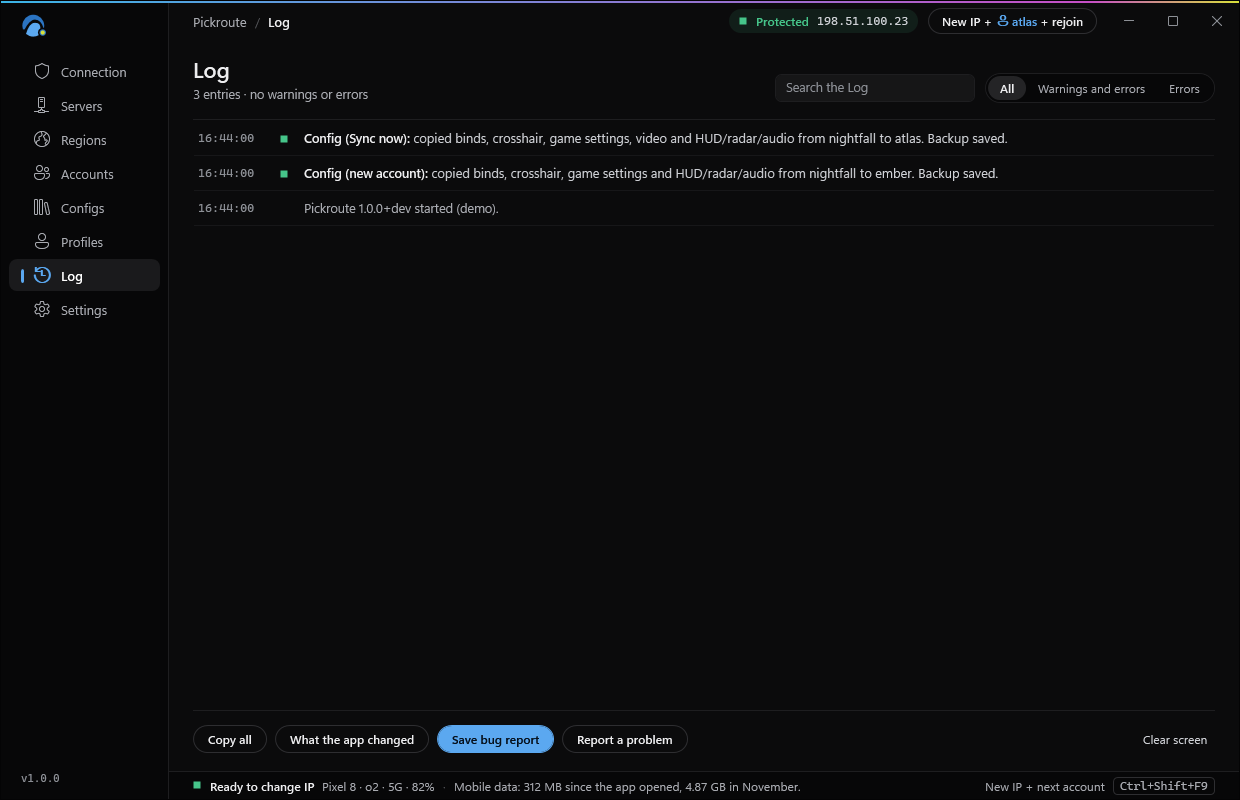 Pickroute / Log
Protected 198.51.100.23
New IP + atlas + rejoin
Connection
Servers
Regions
Accounts
Configs
Profiles
Log
Settings
v1.0.0
Log
3 entries · no warnings or errors
Search the Log
All
Warnings and errors
Errors
16:44:00 Config (Sync now): copied binds, crosshair, game settings, video and HUD/radar/audio from nightfall to atlas. Backup saved.
16:44:00 Config (new account): copied binds, crosshair, game settings and HUD/radar/audio from nightfall to ember. Backup saved.
16:44:00 Pickroute 1.0.0+dev started (demo).
Copy all
What the app changed
Save bug report
Report a problem
Clear screen
Ready to change IP Pixel 8 · o2 · 5G · 82% · Mobile data: 312 MB since the app opened, 4.87 GB in November.
New IP + next account Ctrl+Shift+F9